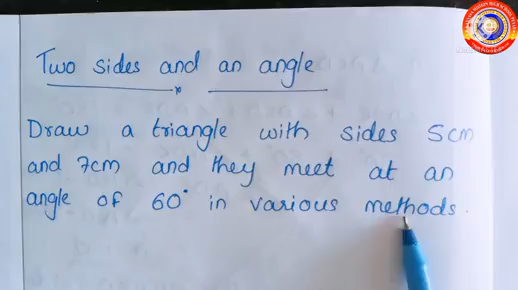 Two sides and an angle
Draw a triangle with sides 5cm
and 7cm and they meet at an
angle of 60° in various methods.